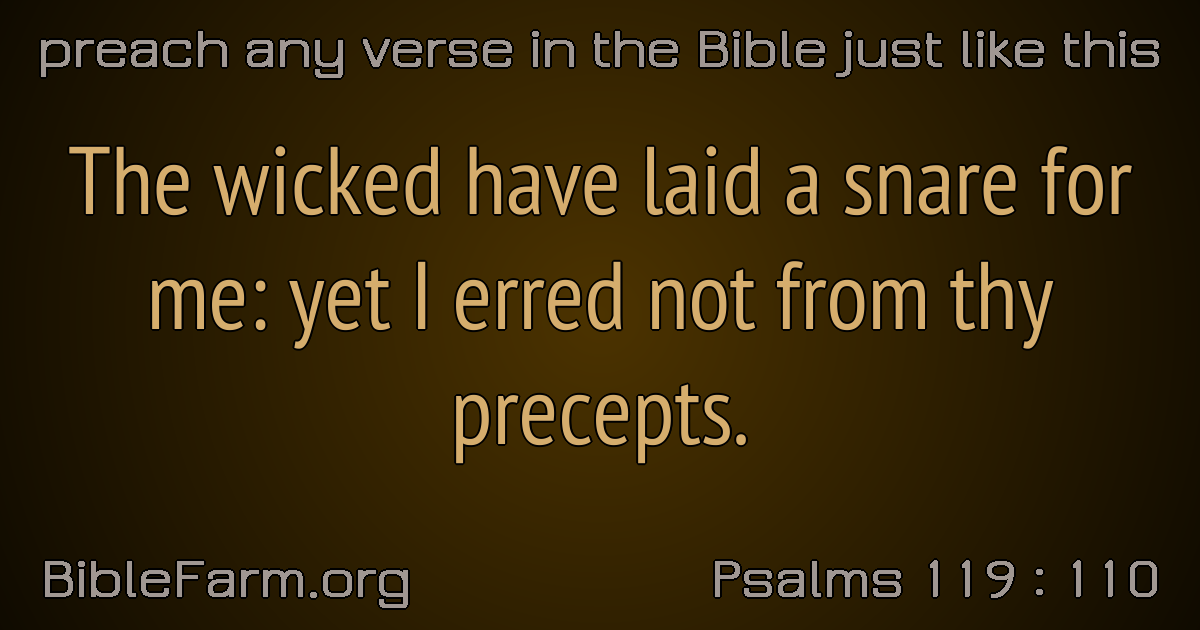 preach any verse in the Bible just like this
The wicked have laid a snare for
me: yet I erred not from thy
precepts.
BibleFarm.org
Psalms 119 : 110